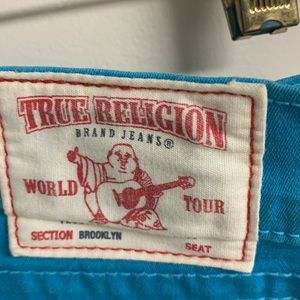 TRUE RELIGION
BRAND JEANS®
WORLD TOUR
SECTION BROOKLYN
SEAT